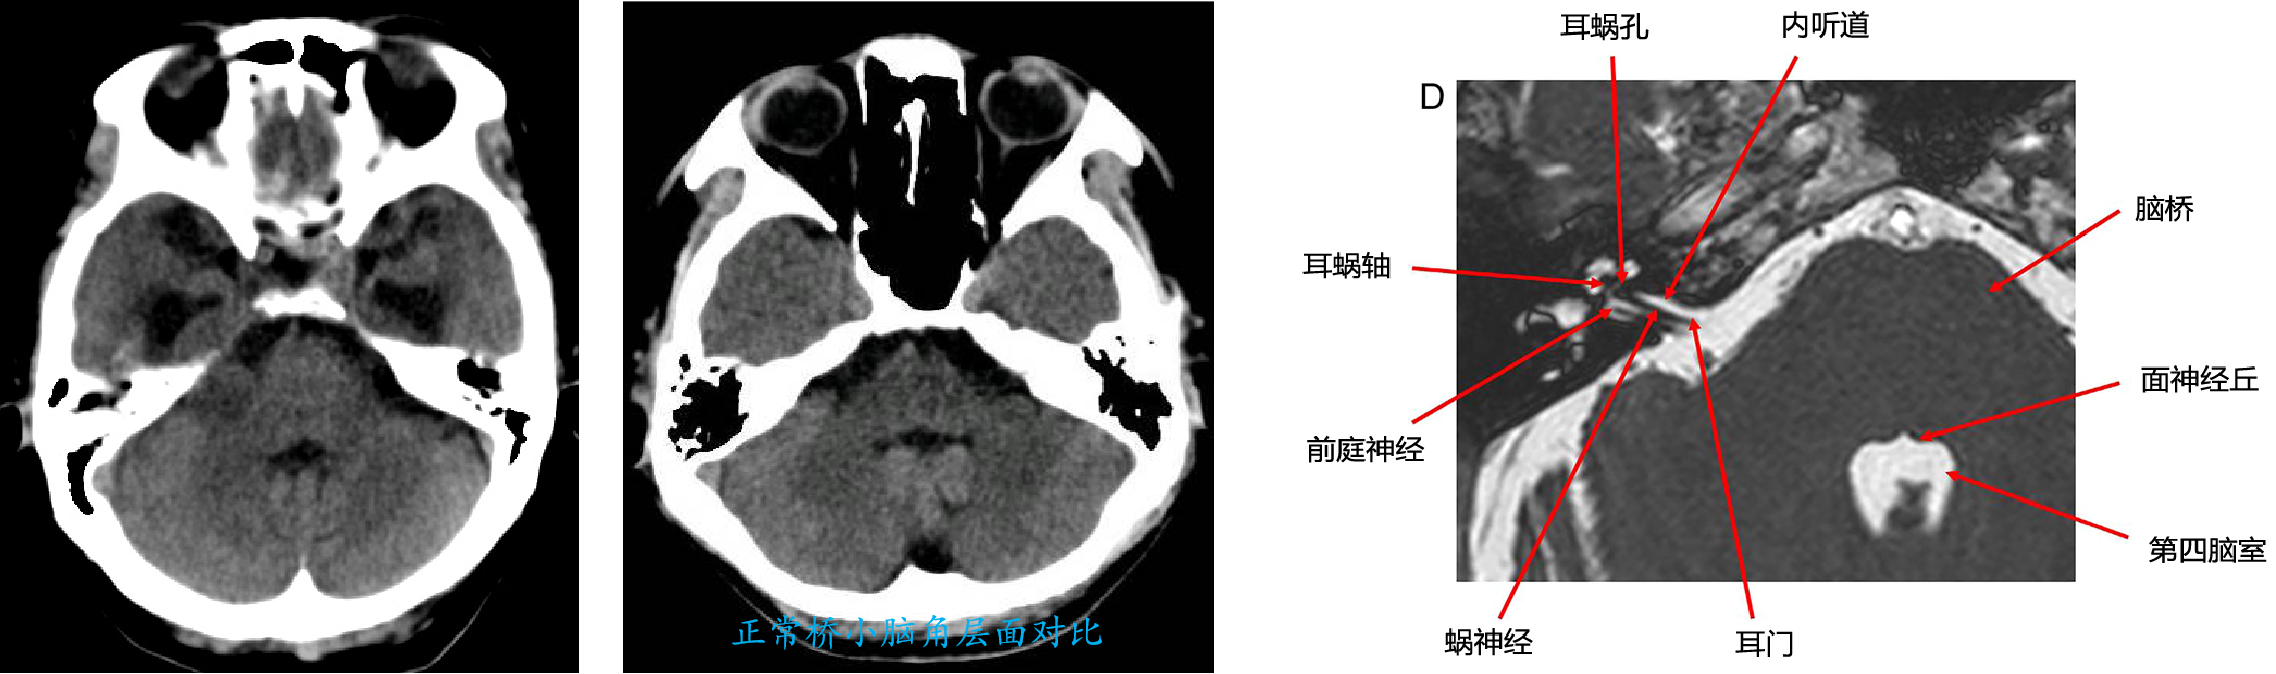 正常桥小脑角层面对比
D
耳蜗孔
内听道
脑桥
耳蜗轴
面神经丘
前庭神经
第四脑室
蜗神经
耳门